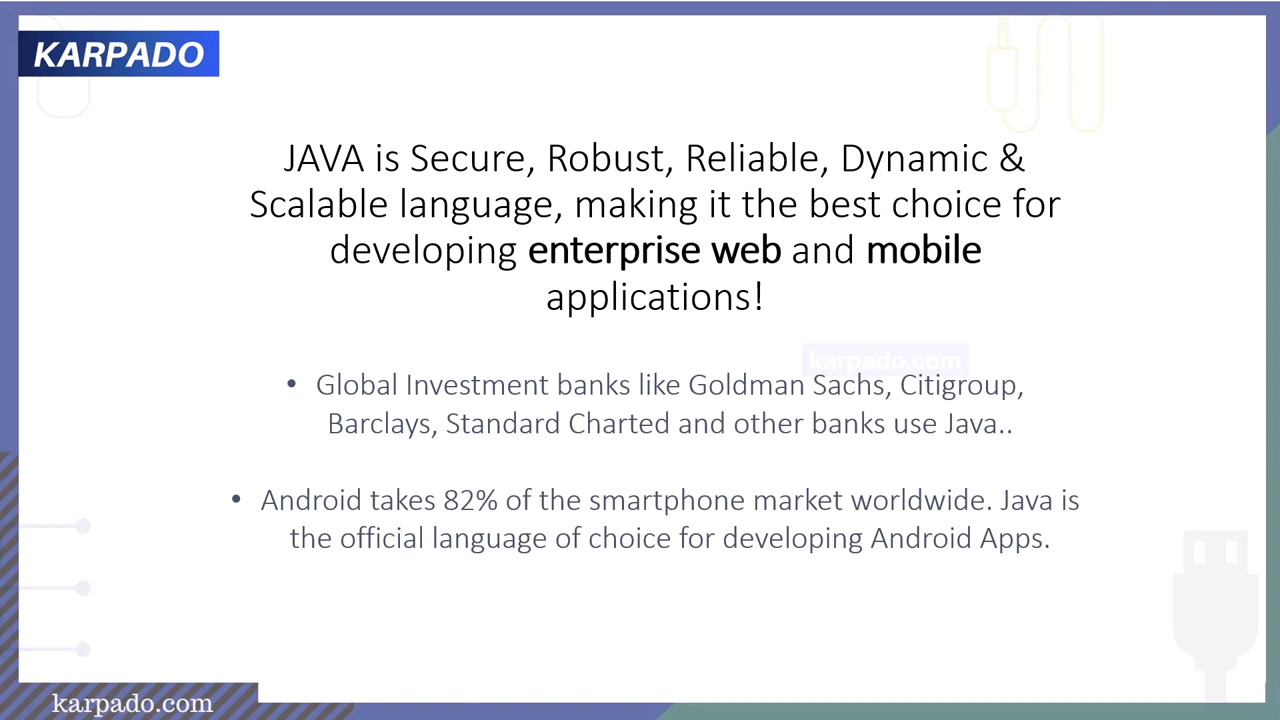 KARPADO
JAVA is Secure, Robust, Reliable, Dynamic &
Scalable language, making it the best choice for
developing enterprise web and mobile
applications!
karpado.com
• Global Investment banks like Goldman Sachs, Citigroup,
Barclays, Standard Charted and other banks use Java..
• Android takes 82% of the smartphone market worldwide. Java is
the official language of choice for developing Android Apps.
karpado.com